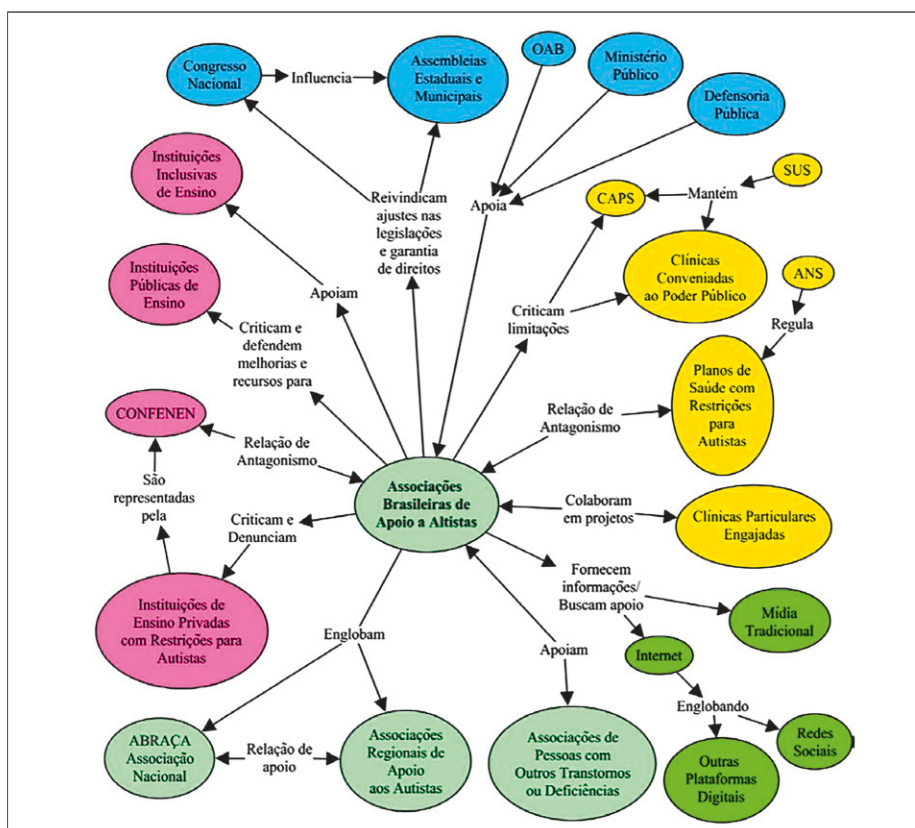 Congresso
Nacional
Influencia
Assembleias
Estaduais e
Municipais
OAB
Ministério
Público
Defensoria
Pública
Instituições
Inclusivas
de Ensino
Reivindicam
ajustes nas
legislações
e garantia
de direitos
Apoia
CAPS
Mantém
SUS
Clínicas
Conveniadas
ao Poder Público
ANS
Regula
Instituições
Públicas de
Ensino
Apoiam
Criticam
limitações
Criticam e
defendem
melhorias e
recursos para
Planos de
Saúde com
Restrições
para
Autistas
Relação de
Antagonismo
CONFENEN
Relação de
Antagonismo
São
representadas
pela
Associações
Brasileiras de
Apoio a Altistas
Colaboram
em projetos
Clínicas Particulares
Engajadas
Criticam e
Denunciam
Instituições de
Ensino Privadas
com Restrições para
Autistas
Fornecem
informações/
Buscam apoio
Mídia
Tradicional
Englobam
Apoiam
Internet
Englobando
Redes
Sociais
Outras
Plataformas
Digitais
ABRAÇA
Associação
Nacional
Relação de
apoio
Associações
Regionais de
Apoio
aos Autistas
Associações de
Pessoas com
Outros Transtornos
ou Deficiências